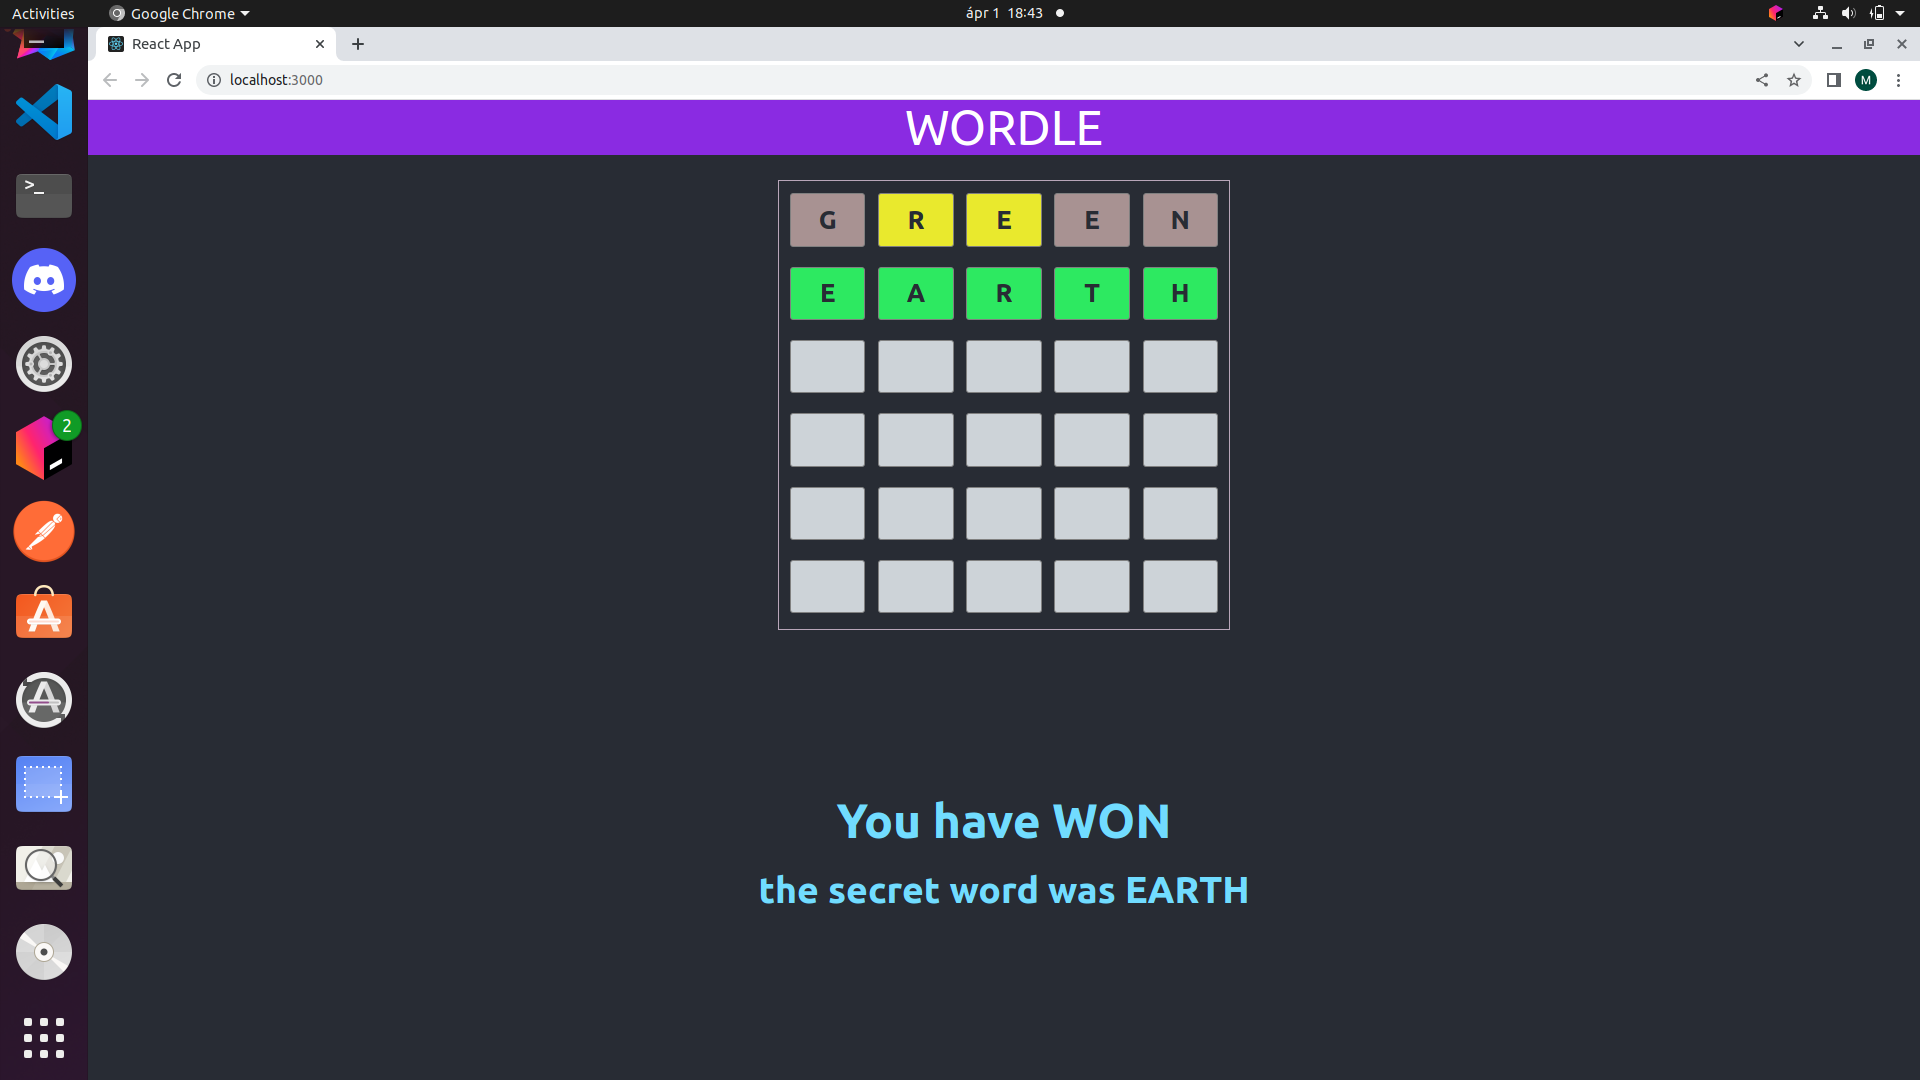 Activities
Google Chrome
ápr 1 18:43
React App
localhost:3000
M
WORDLE
G R E E N
E A R T H
2
You have WON
the secret word was EARTH